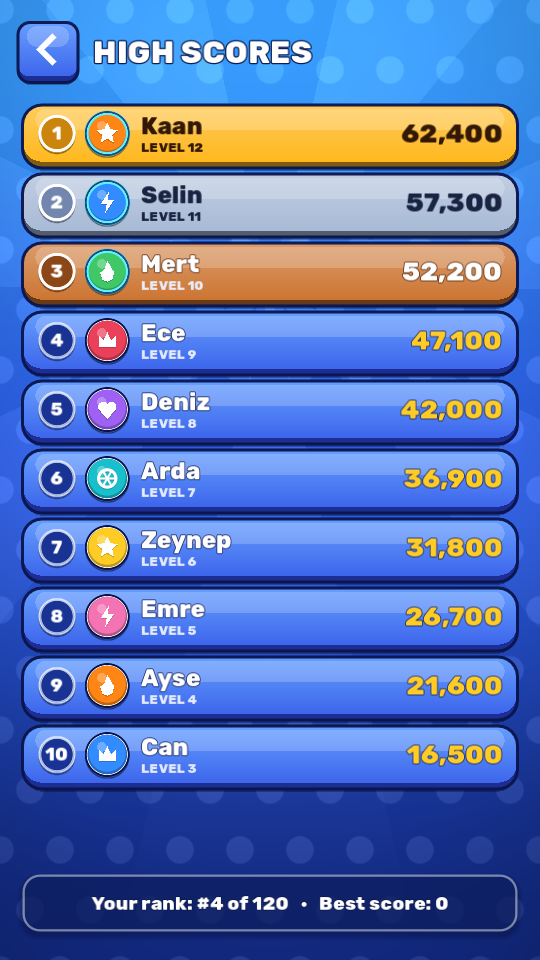 HIGH SCORES
1 Kaan 62,400
LEVEL 12
2 Selin 57,300
LEVEL 11
3 Mert 52,200
LEVEL 10
4 Ece 47,100
LEVEL 9
5 Deniz 42,000
LEVEL 8
6 Arda 36,900
LEVEL 7
7 Zeynep 31,800
LEVEL 6
8 Emre 26,700
LEVEL 5
9 Ayse 21,600
LEVEL 4
10 Can 16,500
LEVEL 3
Your rank: #4 of 120 • Best score: 0